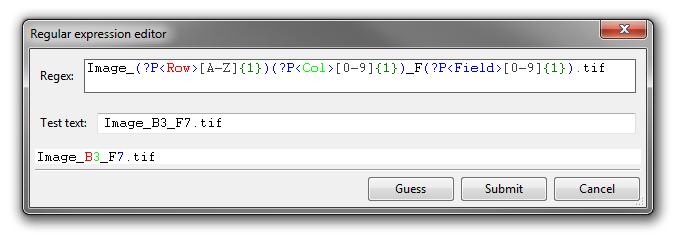 Regular expression editor
Regex: Image_(?P<Row>[A-Z]{1})(?P<Col>[0-9]{1})_F(?P<Field>[0-9]{1}).tif
Test text: Image_B3_F7.tif
Image_B3_F7.tif
Guess Submit Cancel